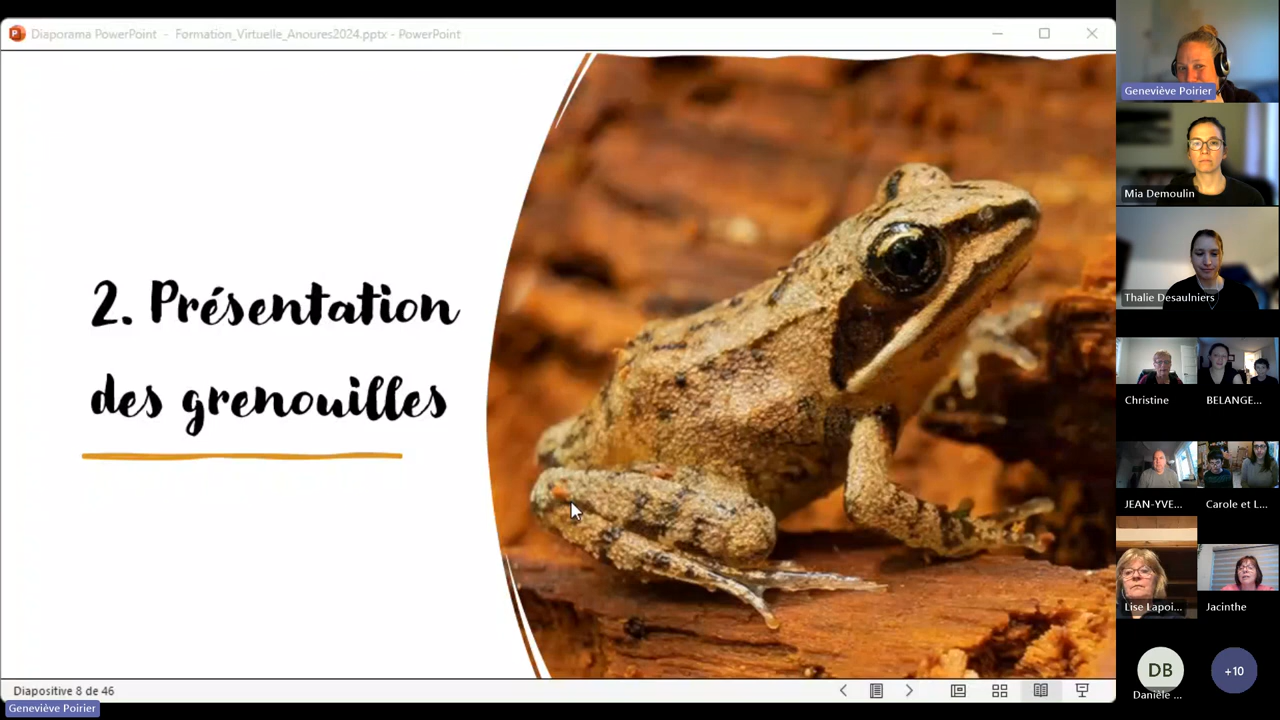 Diaporama PowerPoint - Formation_Virtuelle_Anoures2024.pptx - PowerPoint
2. Présentation
des grenouilles
Diapositive 8 de 46
Geneviève Poirier
Geneviève Poirier
Mia Demoulin
Thalie Desaulniers
Christine
BELANGE...
JEAN-YVE...
Carole et L...
Lise Lapoi...
Jacinthe
DB
Danièle ...
+10